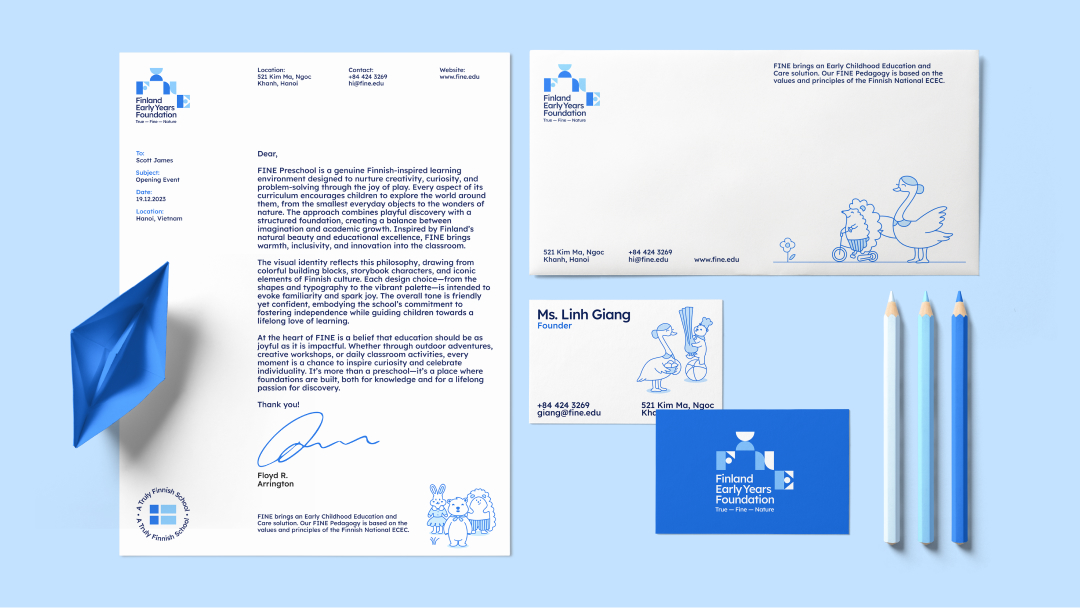 Finland
Early Years
Foundation
True — Fine — Nature
Location:
521 Kim Ma, Ngoc
Khanh, Hanoi
Contact:
+84 424 3269
hi@fine.edu
Website:
www.fine.edu
To:
Scott James
Subject:
Opening Event
Date:
19.12.2023
Location:
Hanoi, Vietnam
Dear,
FINE Preschool is a genuine Finnish-inspired learning
environment designed to nurture creativity, curiosity, and
problem-solving through the joy of play. Every aspect of its
curriculum encourages children to explore the world around
them, from the smallest everyday objects to the wonders of
nature. The approach combines playful discovery with a
structured foundation, creating a balance between
imagination and academic growth. Inspired by Finland's
natural beauty and educational excellence, FINE brings
warmth, inclusivity, and innovation into the classroom.
The visual identity reflects this philosophy, drawing from
colorful building blocks, storybook characters, and iconic
elements of Finnish culture. Each design choice—from the
shapes and typography to the vibrant palette—is intended to
evoke familiarity and spark joy. The overall tone is friendly
yet confident, embodying the school's commitment to
fostering independence while guiding children towards a
lifelong love of learning.
At the heart of FINE is a belief that education should be as
joyful as it is impactful. Whether through outdoor adventures,
creative workshops, or daily classroom activities, every
moment is a chance to inspire curiosity and celebrate
individuality. It's more than a preschool—it's a place where
foundations are built, both for knowledge and for a lifelong
passion for discovery.
Thank you!
Floyd R.
Arrington
A Truly Finnish School
A Truly Finnish School
FINE brings an Early Childhood Education and
Care solution. Our FINE Pedagogy is based on the
values and principles of the Finnish National ECEC.
Finland
Early Years
Foundation
True — Fine — Nature
FINE brings an Early Childhood Education and
Care solution. Our FINE Pedagogy is based on the
values and principles of the Finnish National ECEC.
521 Kim Ma, Ngoc
Khanh, Hanoi
+84 424 3269
hi@fine.edu
www.fine.edu
Ms. Linh Giang
Founder
+84 424 3269
giang@fine.edu
521 Kim Ma, Ngoc
FINE
Finland
Early Years
Foundation
True — Fine — Nature